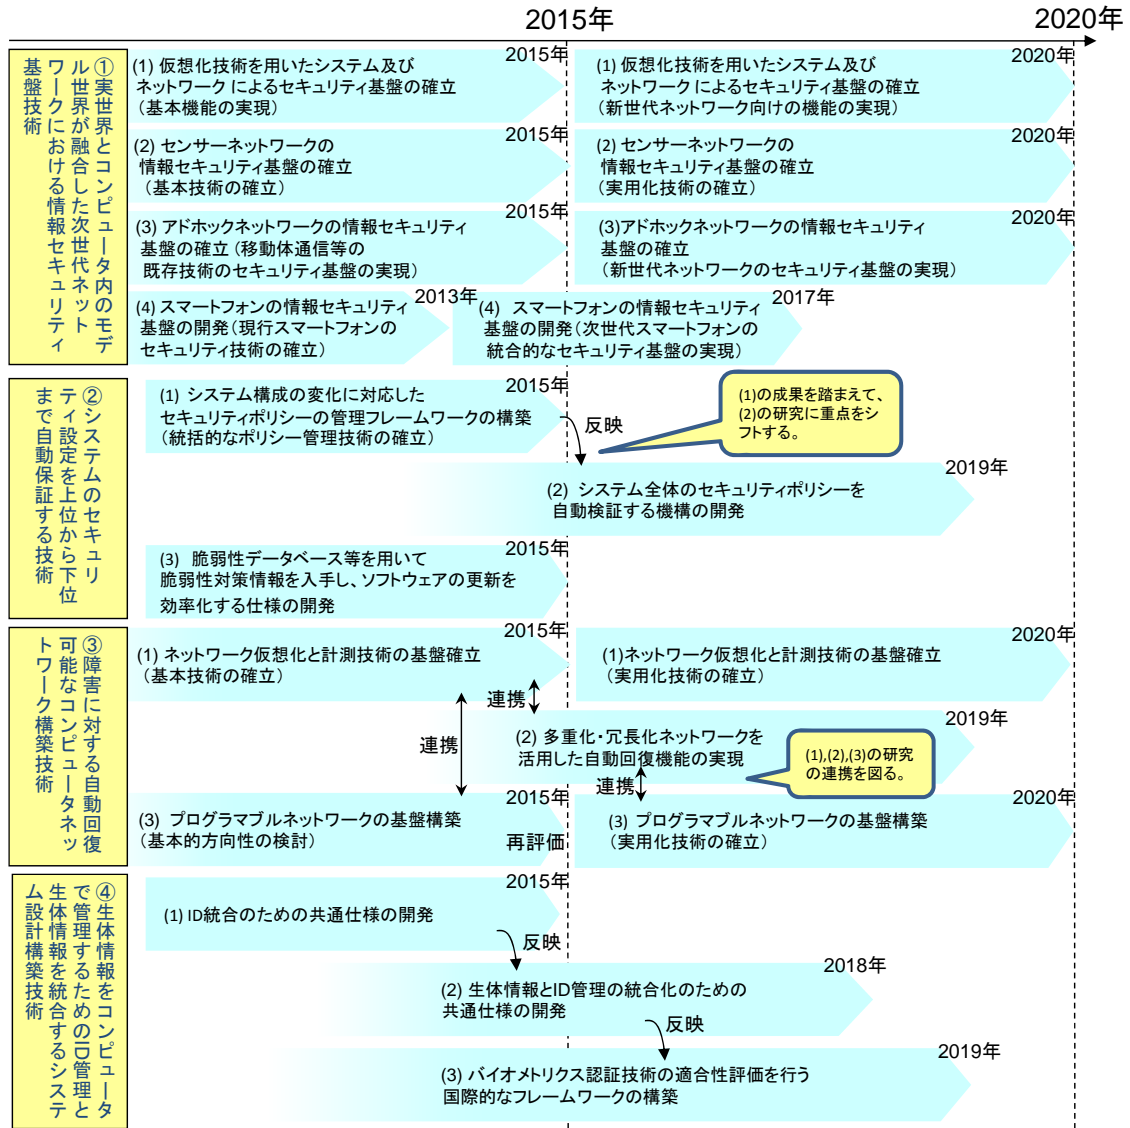 2015年
2020年
①実世界とコンピュータ内のモデ
ル世界が融合した次世代ネット
ワークにおける情報セキュリティ
基盤技術
2015年
(1) 仮想化技術を用いたシステム及び
ネットワーク によるセキュリティ基盤の確立
（基本機能の実現）
2020年
(1) 仮想化技術を用いたシステム及び
ネットワーク によるセキュリティ基盤の確立
（新世代ネットワーク向けの機能の実現）
2015年
(2) センサーネットワークの
情報セキュリティ基盤の確立
（基本技術の確立）
2020年
(2) センサーネットワークの
情報セキュリティ基盤の確立
（実用化技術の確立）
2015年
(3) アドホックネットワークの情報セキュリティ
基盤の確立（移動体通信等の
既存技術のセキュリティ基盤の実現）
2020年
(3)アドホックネットワークの情報セキュリティ
基盤の確立
（新世代ネットワークのセキュリティ基盤の実現）
2013年
(4) スマートフォンの情報セキュリティ
基盤の開発（現行スマートフォンの
セキュリティ技術の確立）
2017年
(4) スマートフォンの情報セキュリティ
基盤の開発（次世代スマートフォンの
統合的なセキュリティ基盤の実現）
②システムのセキュリ
ティ設定を上位から下位
まで自動保証する技術
2015年
(1) システム構成の変化に対応した
セキュリティポリシーの管理フレームワークの構築
（統括的なポリシー管理技術の確立）
反映
(1)の成果を踏まえて、
(2)の研究に重点をシ
フトする。
2019年
(2) システム全体のセキュリティポリシーを
自動検証する機構の開発
2015年
(3) 脆弱性データベース等を用いて
脆弱性対策情報を入手し、ソフトウェアの更新を
効率化する仕様の開発
③障害に対する自動回復
可能なコンピュータネッ
トワーク構築技術
2015年
(1) ネットワーク仮想化と計測技術の基盤確立
（基本技術の確立）
2020年
(1)ネットワーク仮想化と計測技術の基盤確立
（実用化技術の確立）
連携
連携
2019年
(2) 多重化・冗長化ネットワークを
活用した自動回復機能の実現
(1),(2),(3)の研究
の連携を図る。
連携
2015年
(3) プログラマブルネットワークの基盤構築
（基本的方向性の検討）
再評価
2020年
(3) プログラマブルネットワークの基盤構築
（実用化技術の確立）
④生体情報をコンピュータ
で管理するためのID管理と
生体情報を統合するシステ
ム設計構築技術
2015年
(1) ID統合のための共通仕様の開発
反映
2018年
(2) 生体情報とID管理の統合化のための
共通仕様の開発
反映
2019年
(3) バイオメトリクス認証技術の適合性評価を行う
国際的なフレームワークの構築